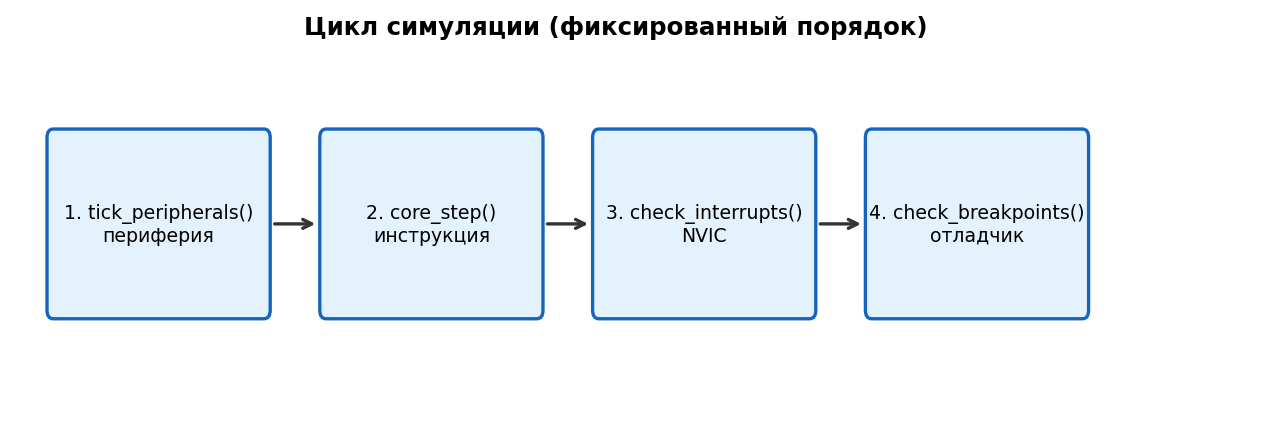 Цикл симуляции (фиксированный порядок)
1. tick_peripherals()
периферия
2. core_step()
инструкция
3. check_interrupts()
NVIC
4. check_breakpoints()
отладчик